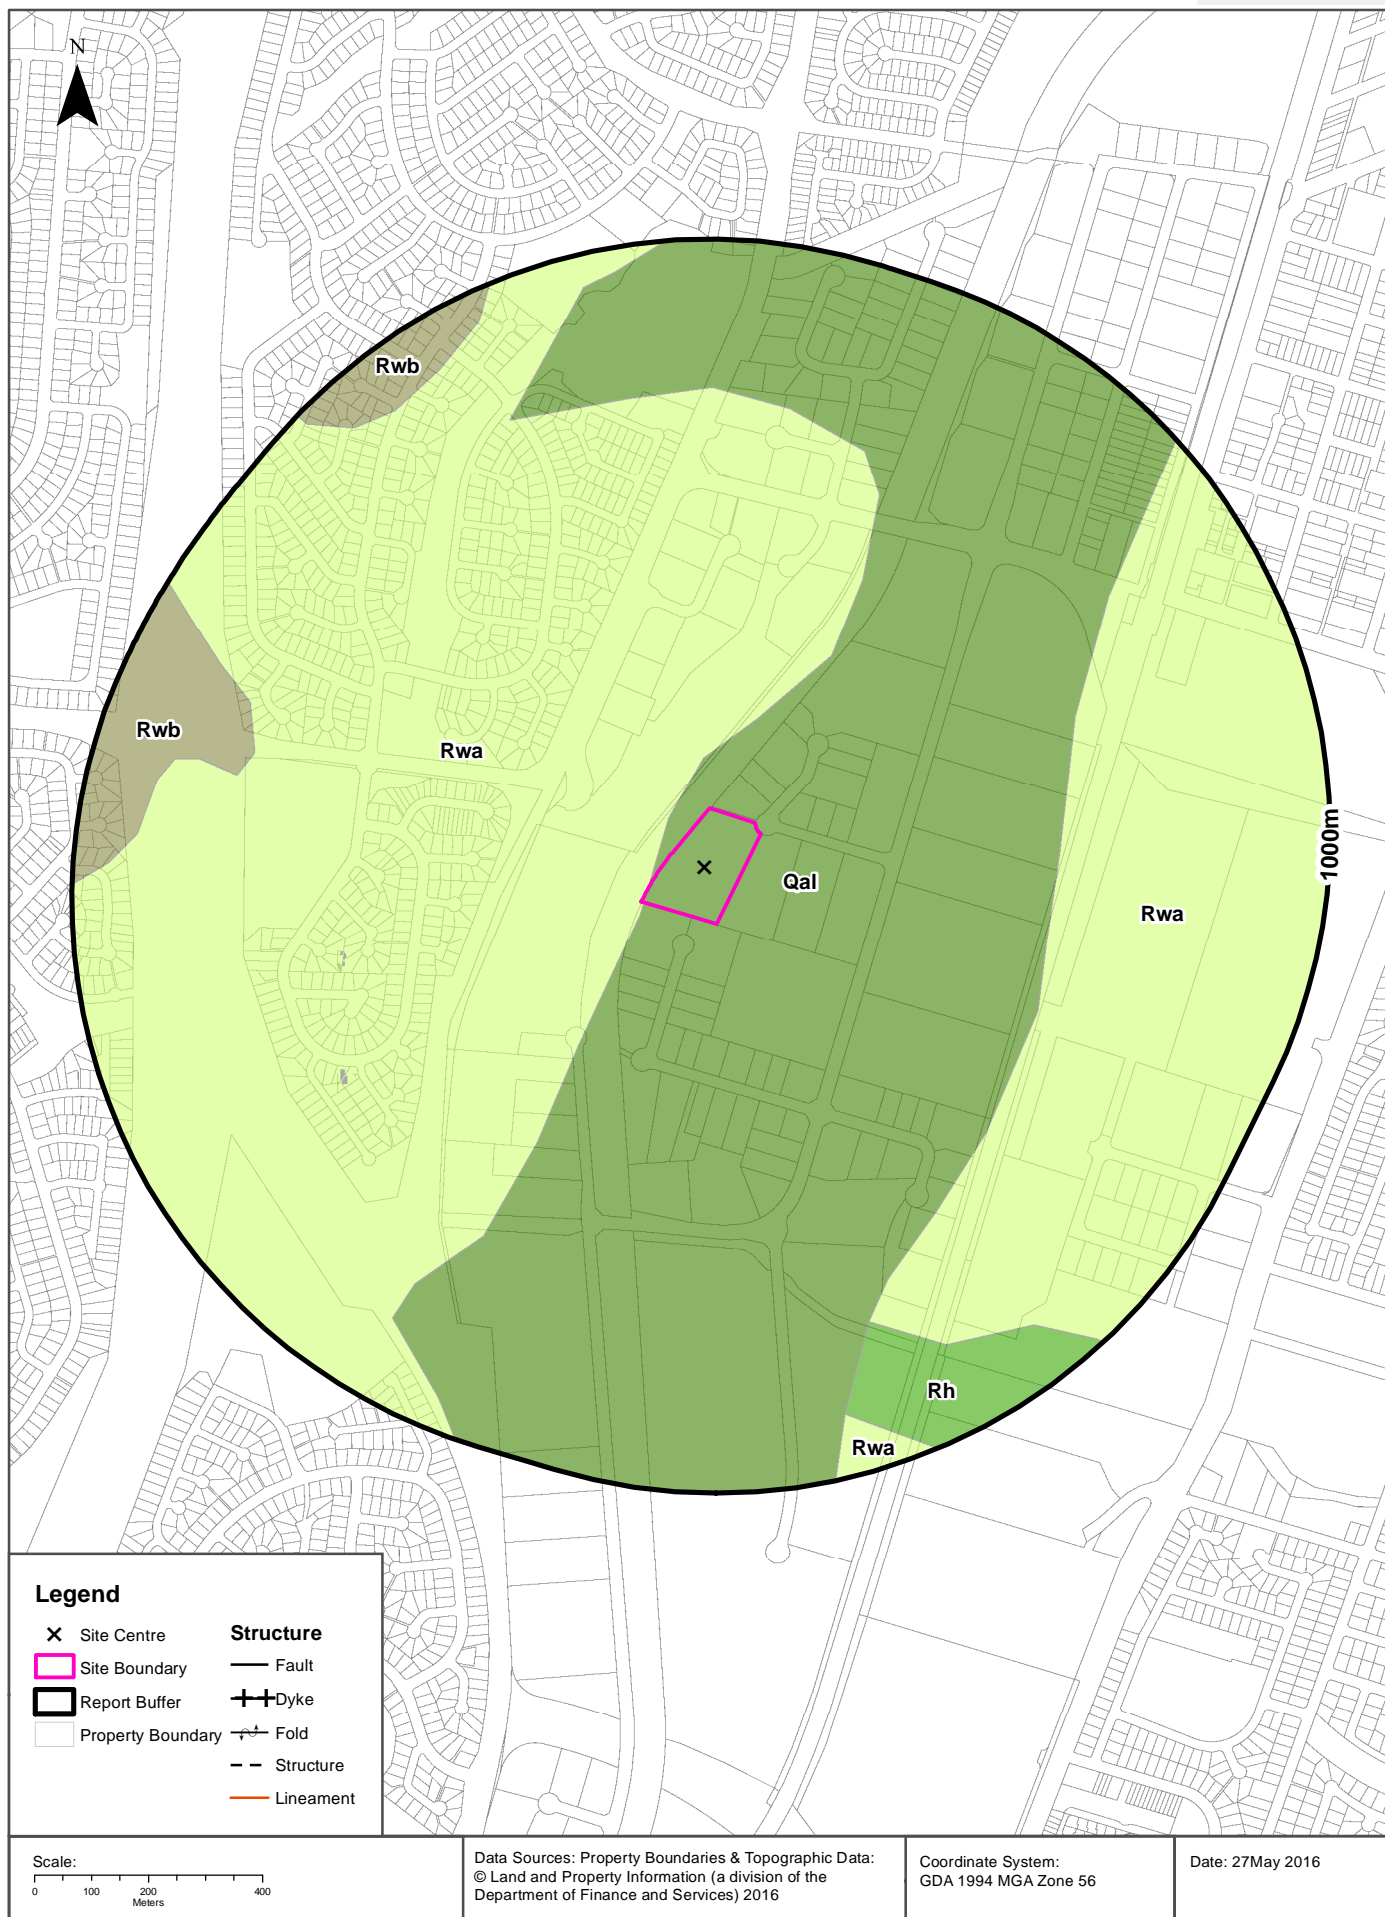 N
Rwb
Rwb
Rwa
Qal
1000m
Rwa
Rh
Rwa
Legend
Site Centre
Site Boundary
Report Buffer
Property Boundary
Structure
Fault
Dyke
Fold
Structure
Lineament
Scale:
0 100 200 400
Meters
Data Sources: Property Boundaries & Topographic Data:
© Land and Property Information (a division of the
Department of Finance and Services) 2016
Coordinate System:
GDA 1994 MGA Zone 56
Date: 27May 2016